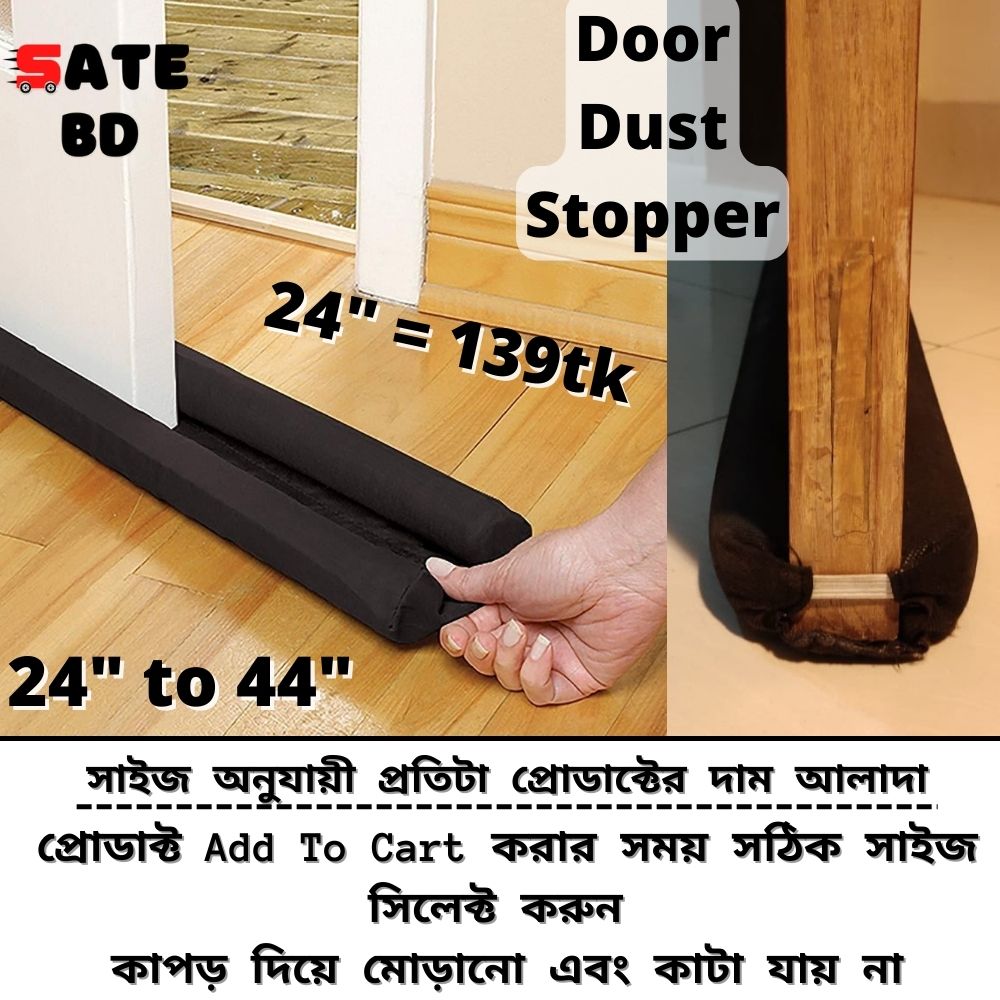 SATE
BD
Door
Dust
Stopper
24" = 139tk
24" to 44"
সাইজ অনুযায়ী প্রতিটা প্রোডাক্টের দাম আলাদা
প্রোডাক্ট Add To Cart করার সময় সঠিক সাইজ
সিলেক্ট করুন
কাপড় দিয়ে মোড়ানো এবং কাটা যায় না